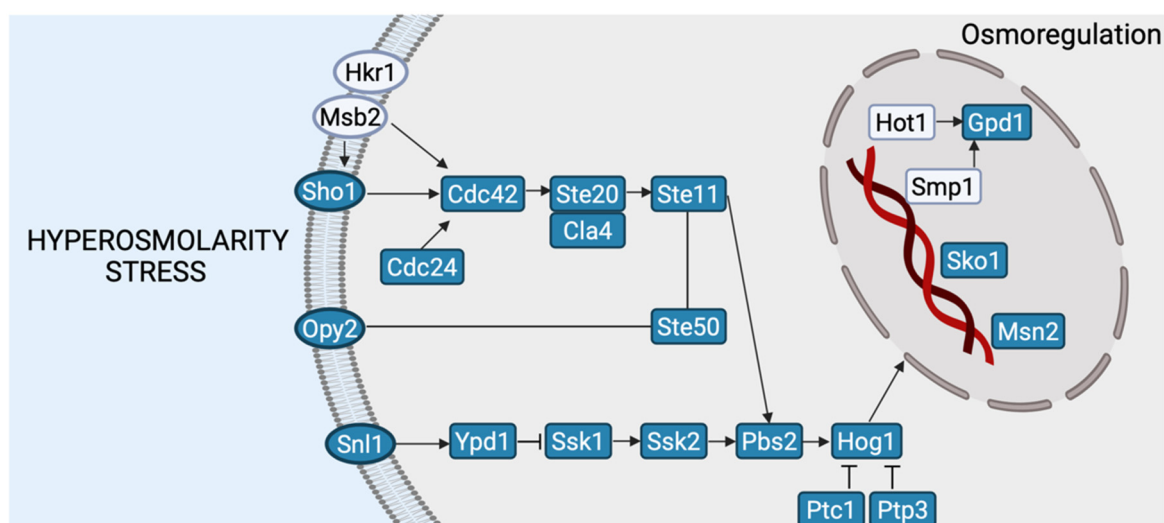 Osmoregulation
Hkr1
Msb2
Hot1
Gpd1
Sho1
Cdc42
Ste20
Ste11
Smp1
Cla4
HYPEROSMOLARITY
STRESS
Cdc24
Sko1
Opy2
Ste50
Msn2
Snl1
Ypd1
Ssk1
Ssk2
Pbs2
Hog1
Ptc1
Ptp3